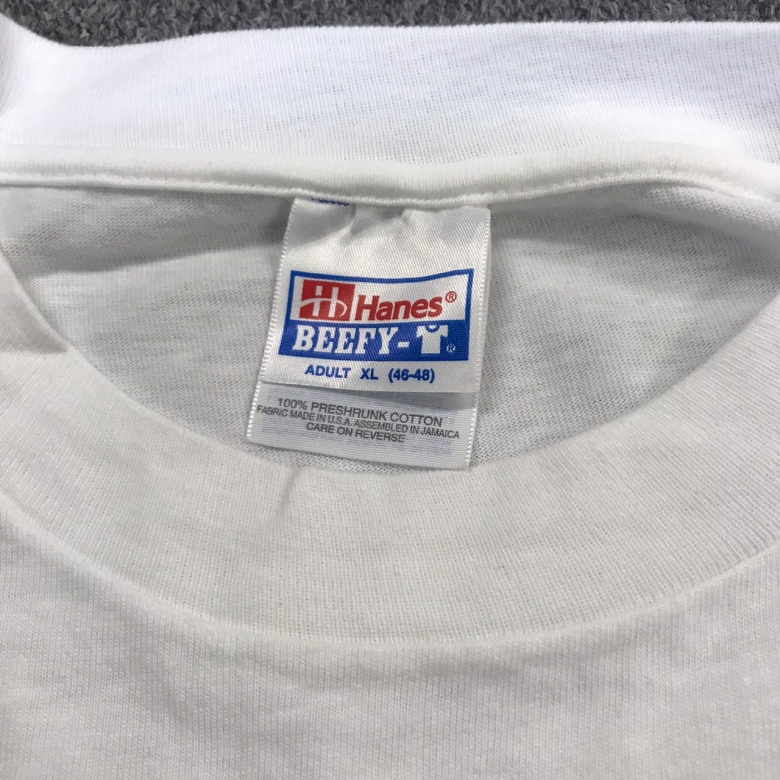 Hanes®
BEEFY-T®
ADULT XL (46-48)
100% PRESHRUNK COTTON
FABRIC MADE IN U.S.A. ASSEMBLED IN JAMAICA
CARE ON REVERSE